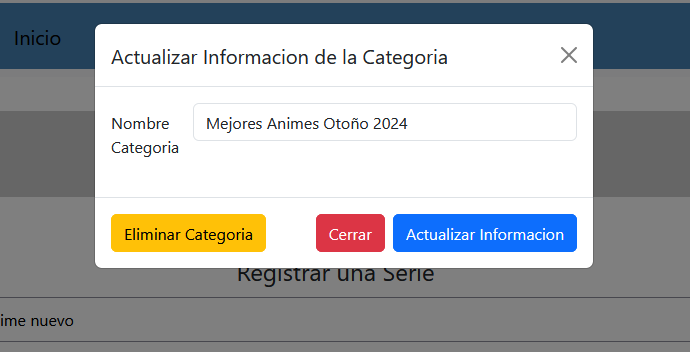 Inicio
Actualizar Informacion de la Categoria
Nombre
Categoria
Mejores Animes Otoño 2024
Eliminar Categoria
Cerrar
Actualizar Informacion
Registrar una Serie
ime nuevo